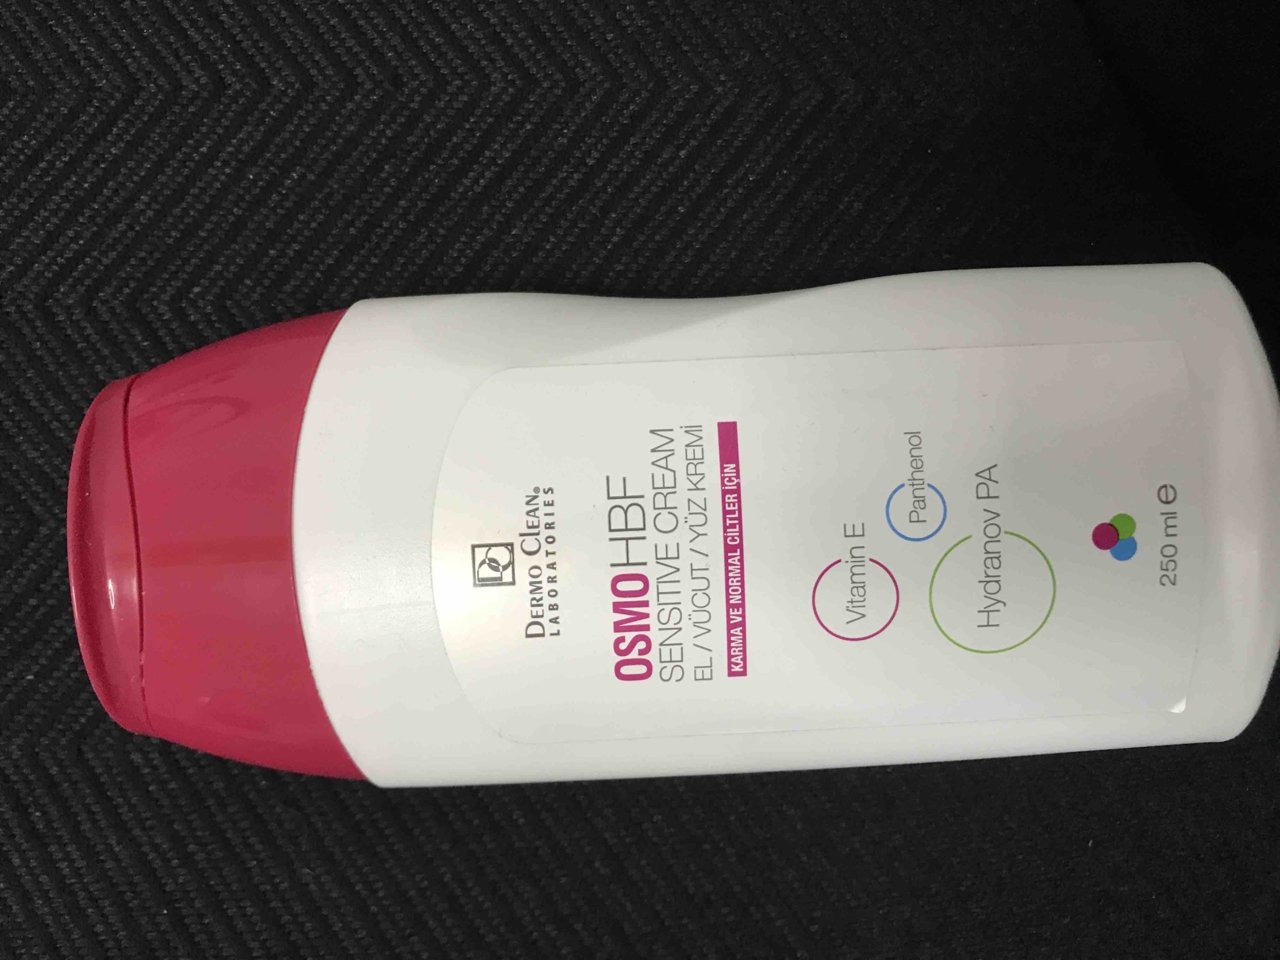 DC
DERMO CLEAN®
LABORATORIES
OSMOHBF
SENSITIVE CREAM
EL / VÜCUT / YÜZ KREMİ
KARMA VE NORMAL CİLTLER İÇİN
Vitamin E
Panthenol
Hydranov PA
250 ml e